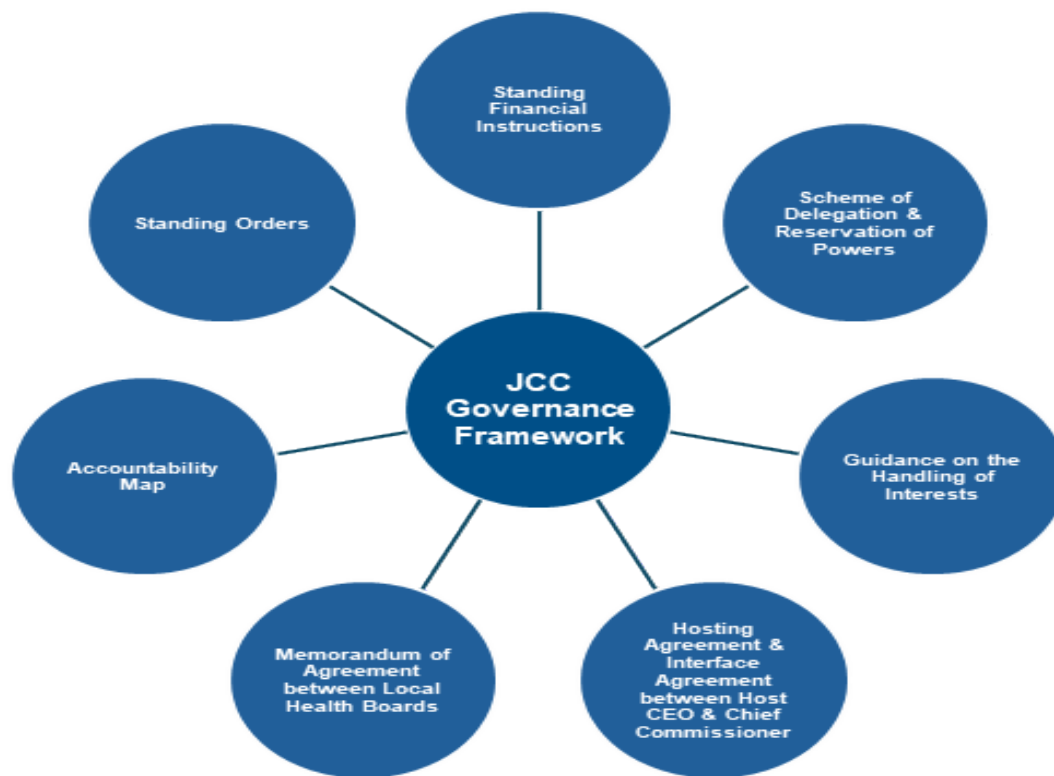 Standing
Financial
Instructions
Scheme of
Delegation &
Reservation of
Powers
Guidance on the
Handling of
Interests
Hosting
Agreement &
Interface
Agreement
between Host
CEO & Chief
Commissioner
Memorandum of
Agreement
between Local
Health Boards
Accountability
Map
Standing Orders
JCC
Governance
Framework